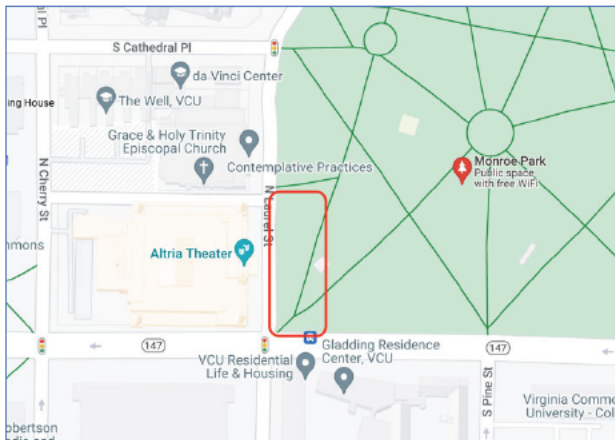 S Cathedral Pl
da Vinci Center
ing House
The Well, VCU
Grace & Holy Trinity
Episcopal Church
Contemplative Practices
Monroe Park
Public space
with free WiFi
N Cherry St
N Laurel St
mmons
Altria Theater
147
147
Gladding Residence
Center, VCU
VCU Residential
Life & Housing
S Pine St
Virginia Commo
University - Col
obertson